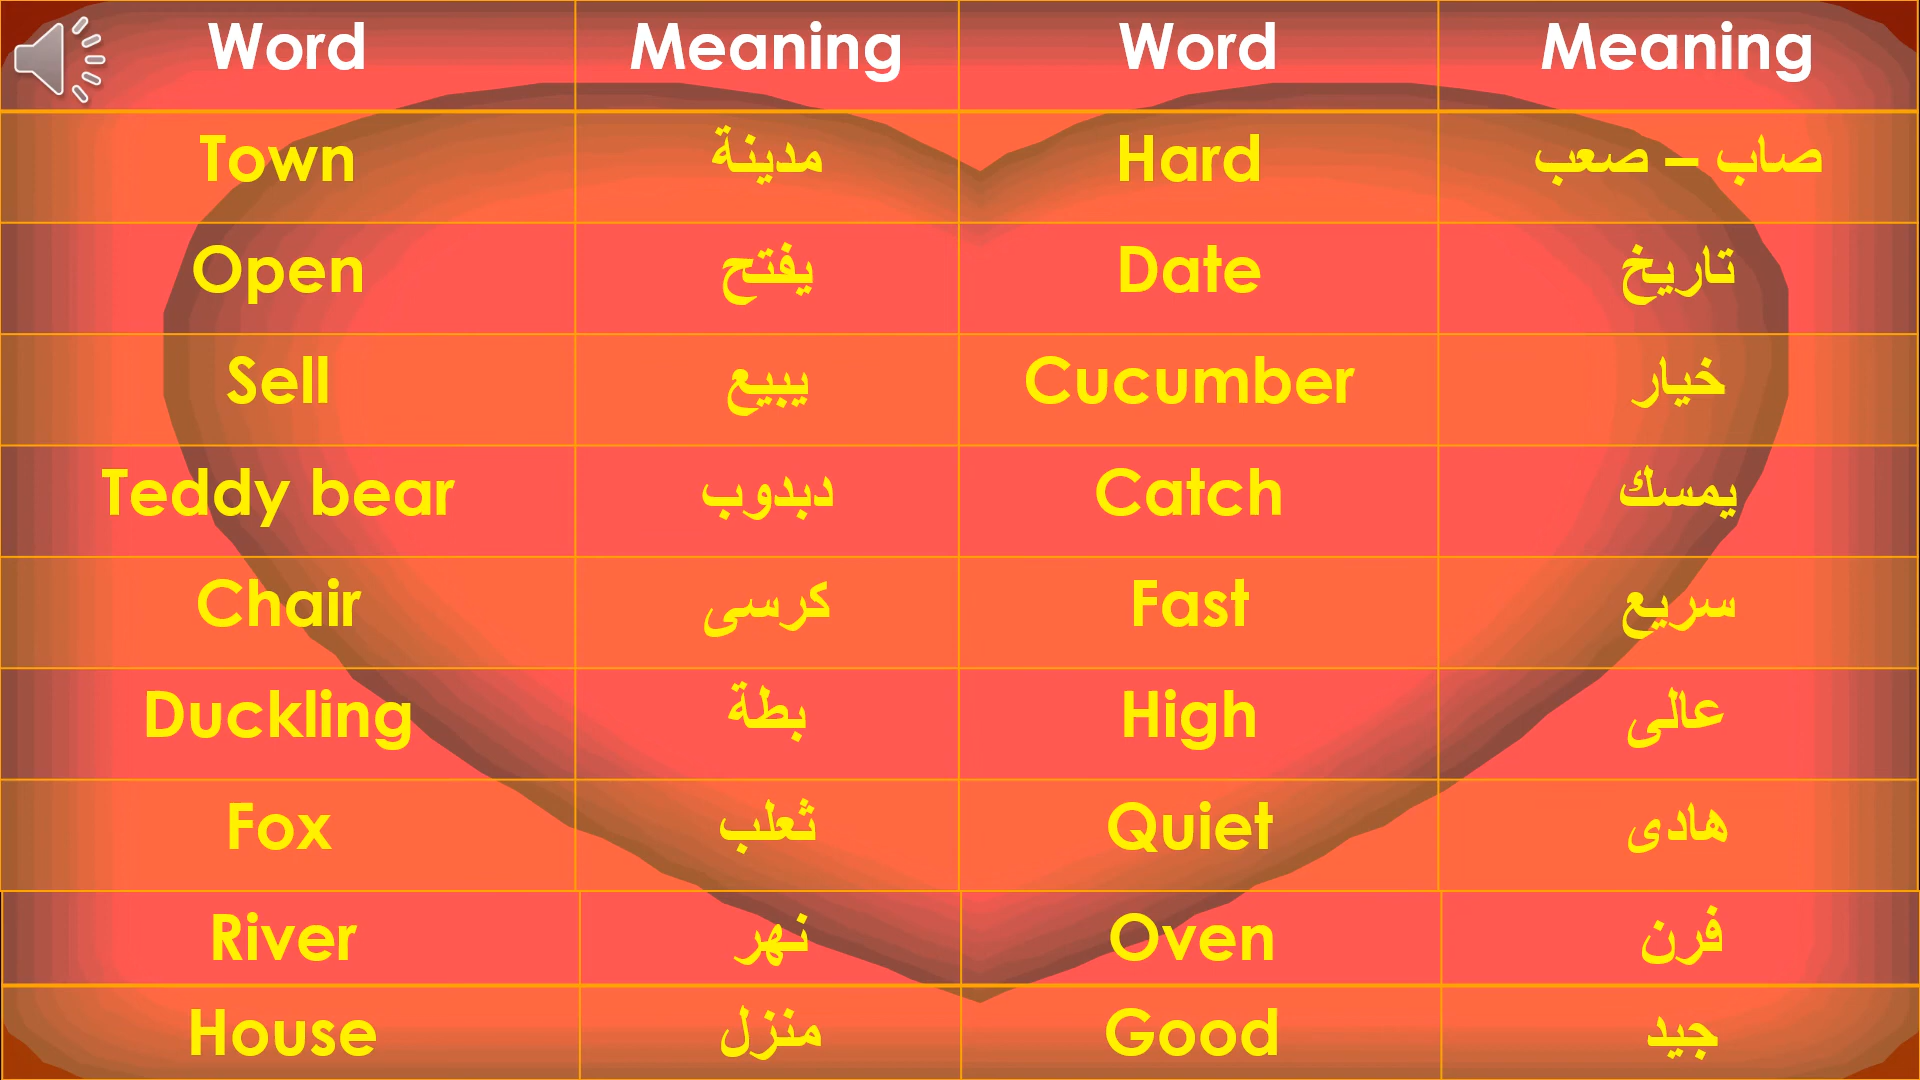 Word Meaning Word Meaning
Town مدينة Hard صاب – صعب
Open يفتح Date تاريخ
Sell يبيع Cucumber خيار
Teddy bear دبدوب Catch يمسك
Chair كرسى Fast سريع
Duckling بطة High عالى
Fox ثعلب Quiet هادى
River نهر Oven فرن
House منزل Good جيد